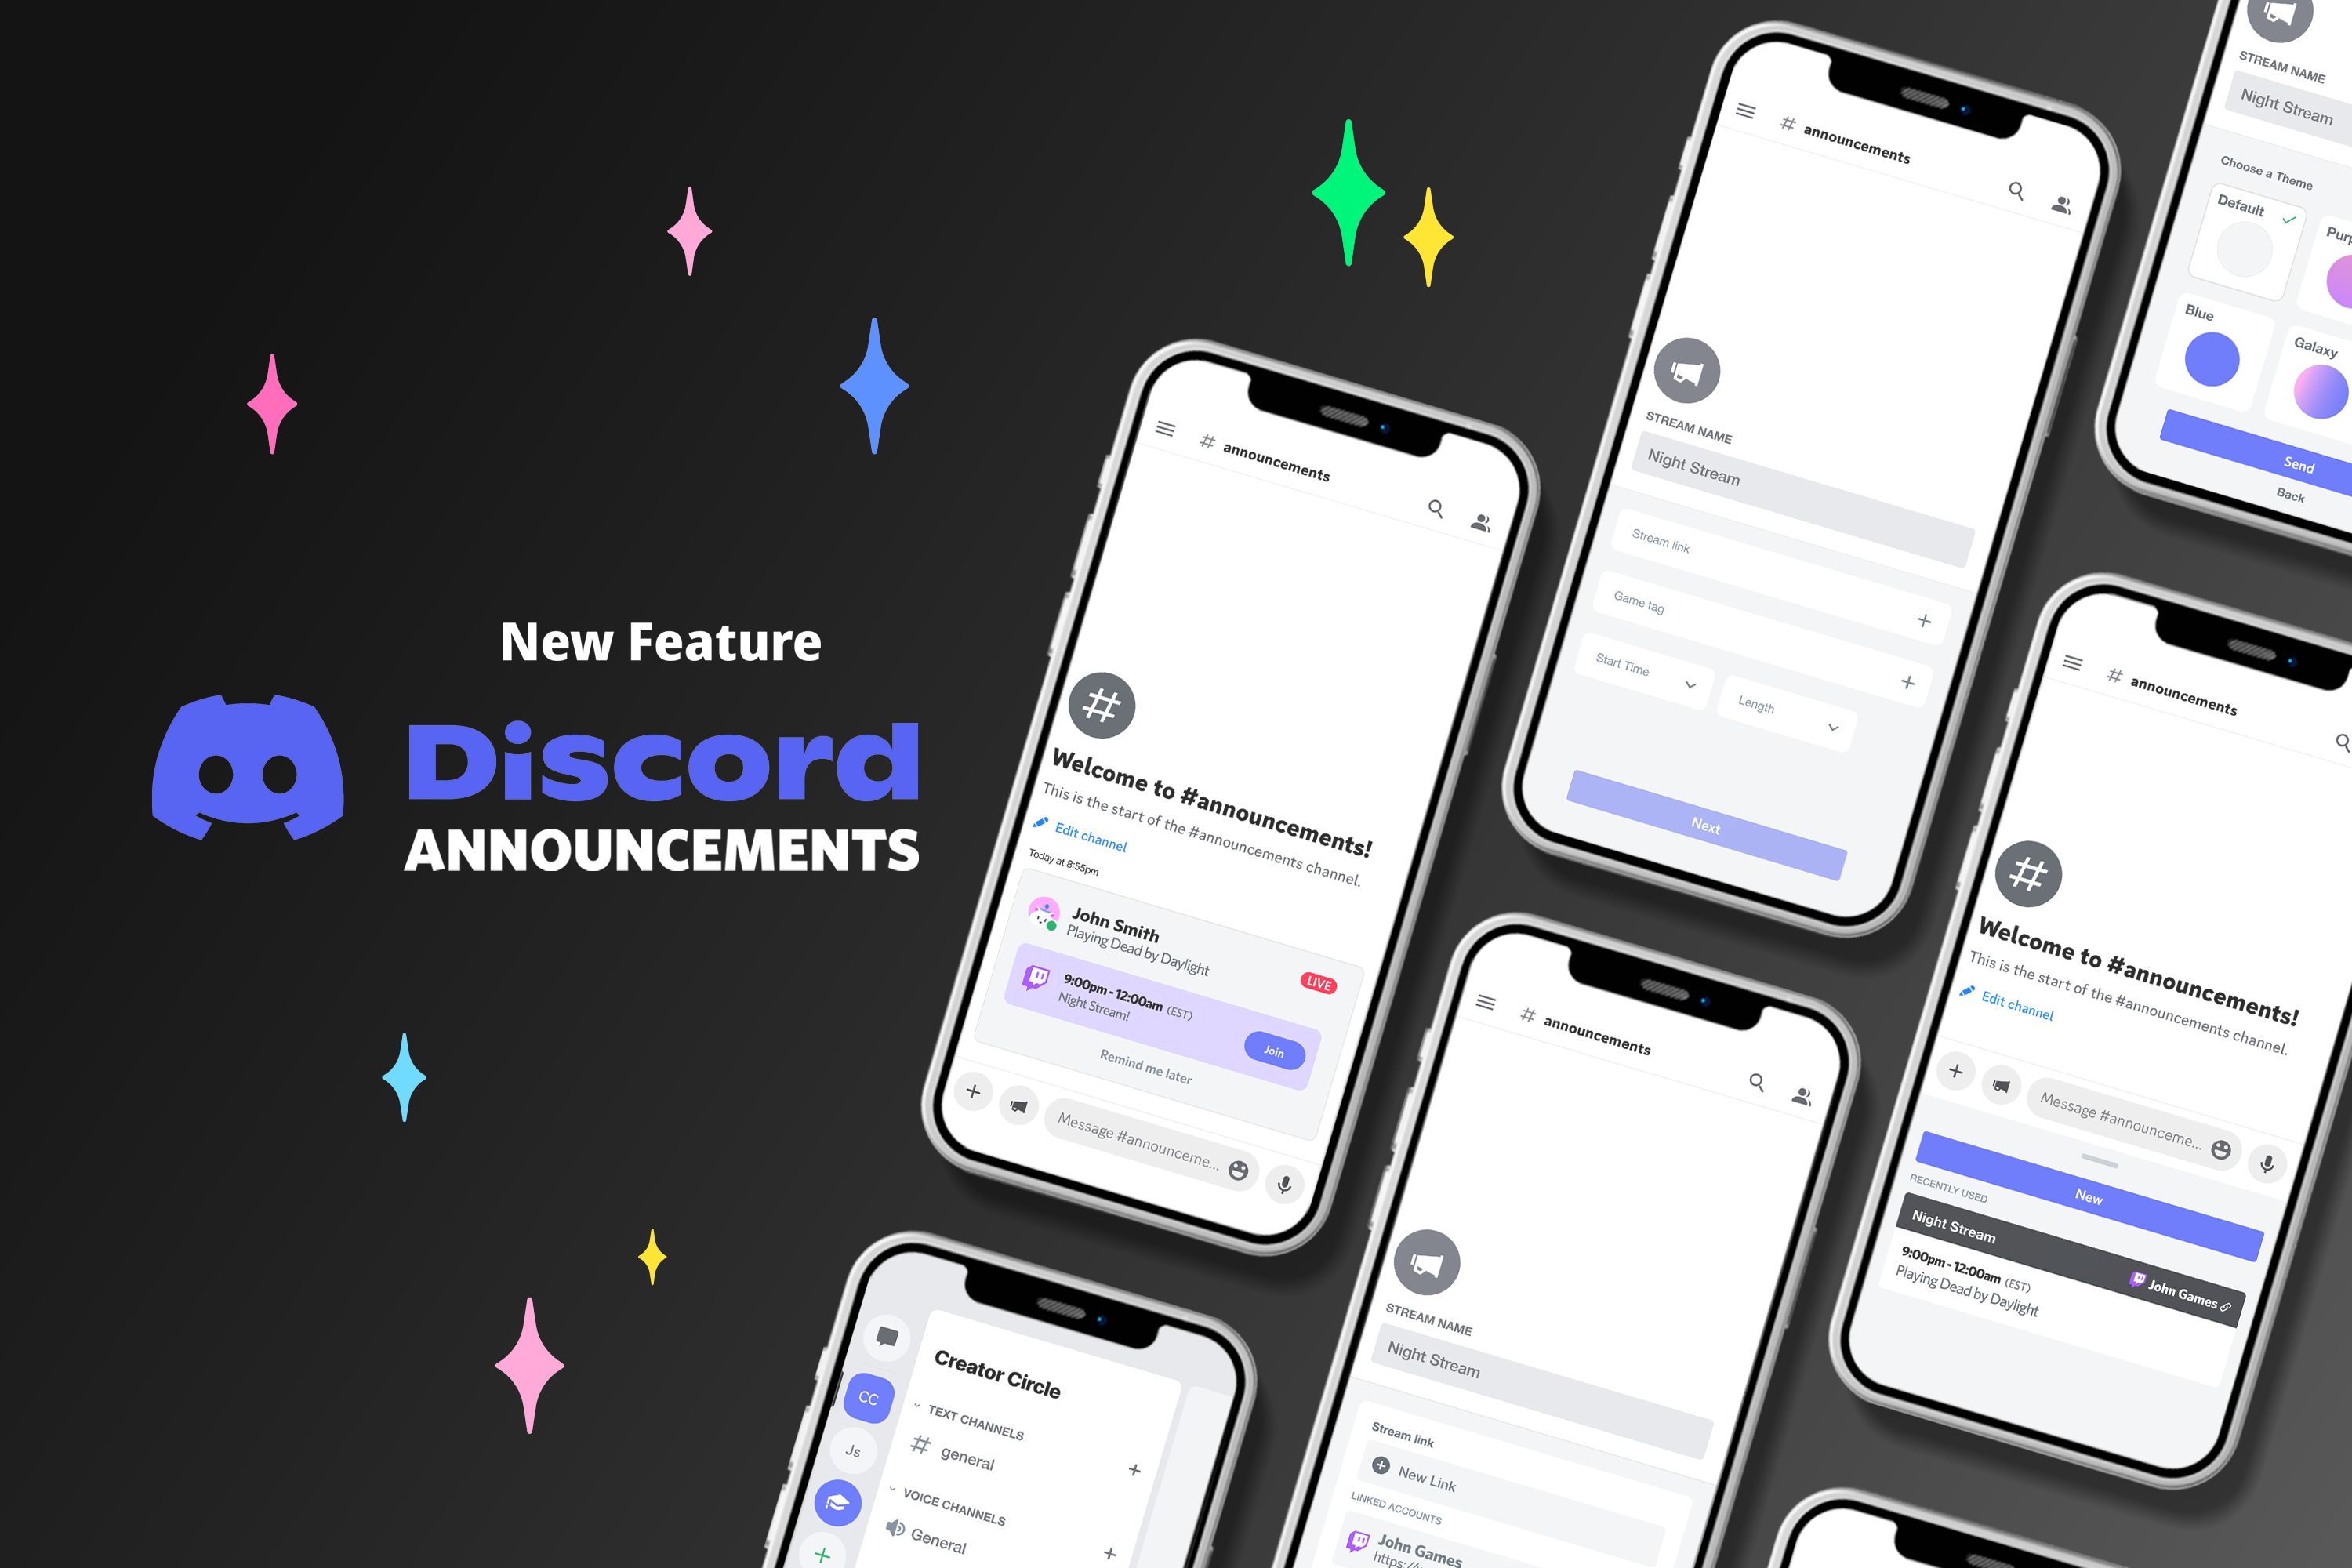 New Feature
Discord
ANNOUNCEMENTS
# announcements
Welcome to #announcements!
This is the start of the #announcements channel.
Edit channel
Today at 8:55pm
John Smith
Playing Dead by Daylight
LIVE
9:00pm - 12:00am (EST)
Night Stream!
Join
Remind me later
Message #announceme...
# announcements
STREAM NAME
Night Stream
Stream link
Game tag
Start Time
Length
Next
STREAM NAME
Night Stream
Choose a Theme
Default
Blue
Galaxy
Send
Back
# announcements
Welcome to #announcements!
This is the start of the #announcements channel.
Edit channel
Message #announceme...
New
RECENTLY USED
Night Stream
John Games
9:00pm - 12:00am (EST)
Playing Dead by Daylight
# announcements
STREAM NAME
Night Stream
Stream link
New Link
LINKED ACCOUNTS
John Games
Creator Circle
CC
Js
TEXT CHANNELS
# general
VOICE CHANNELS
General